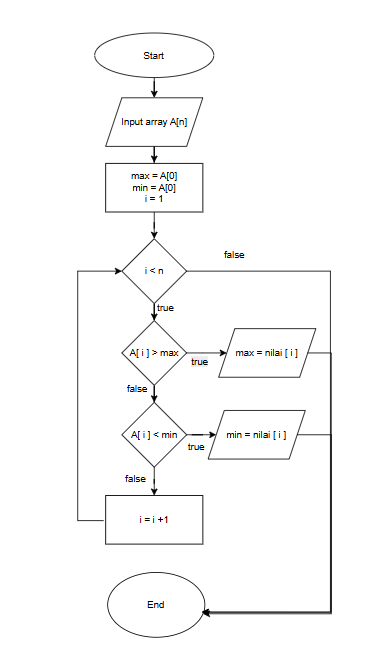 Start
Input array A[n]
max = A[0]
min = A[0]
i = 1
false
i < n
true
A[ i ] > max
true
max = nilai [ i ]
false
A[ i ] < min
true
min = nilai [ i ]
false
i = i +1
End